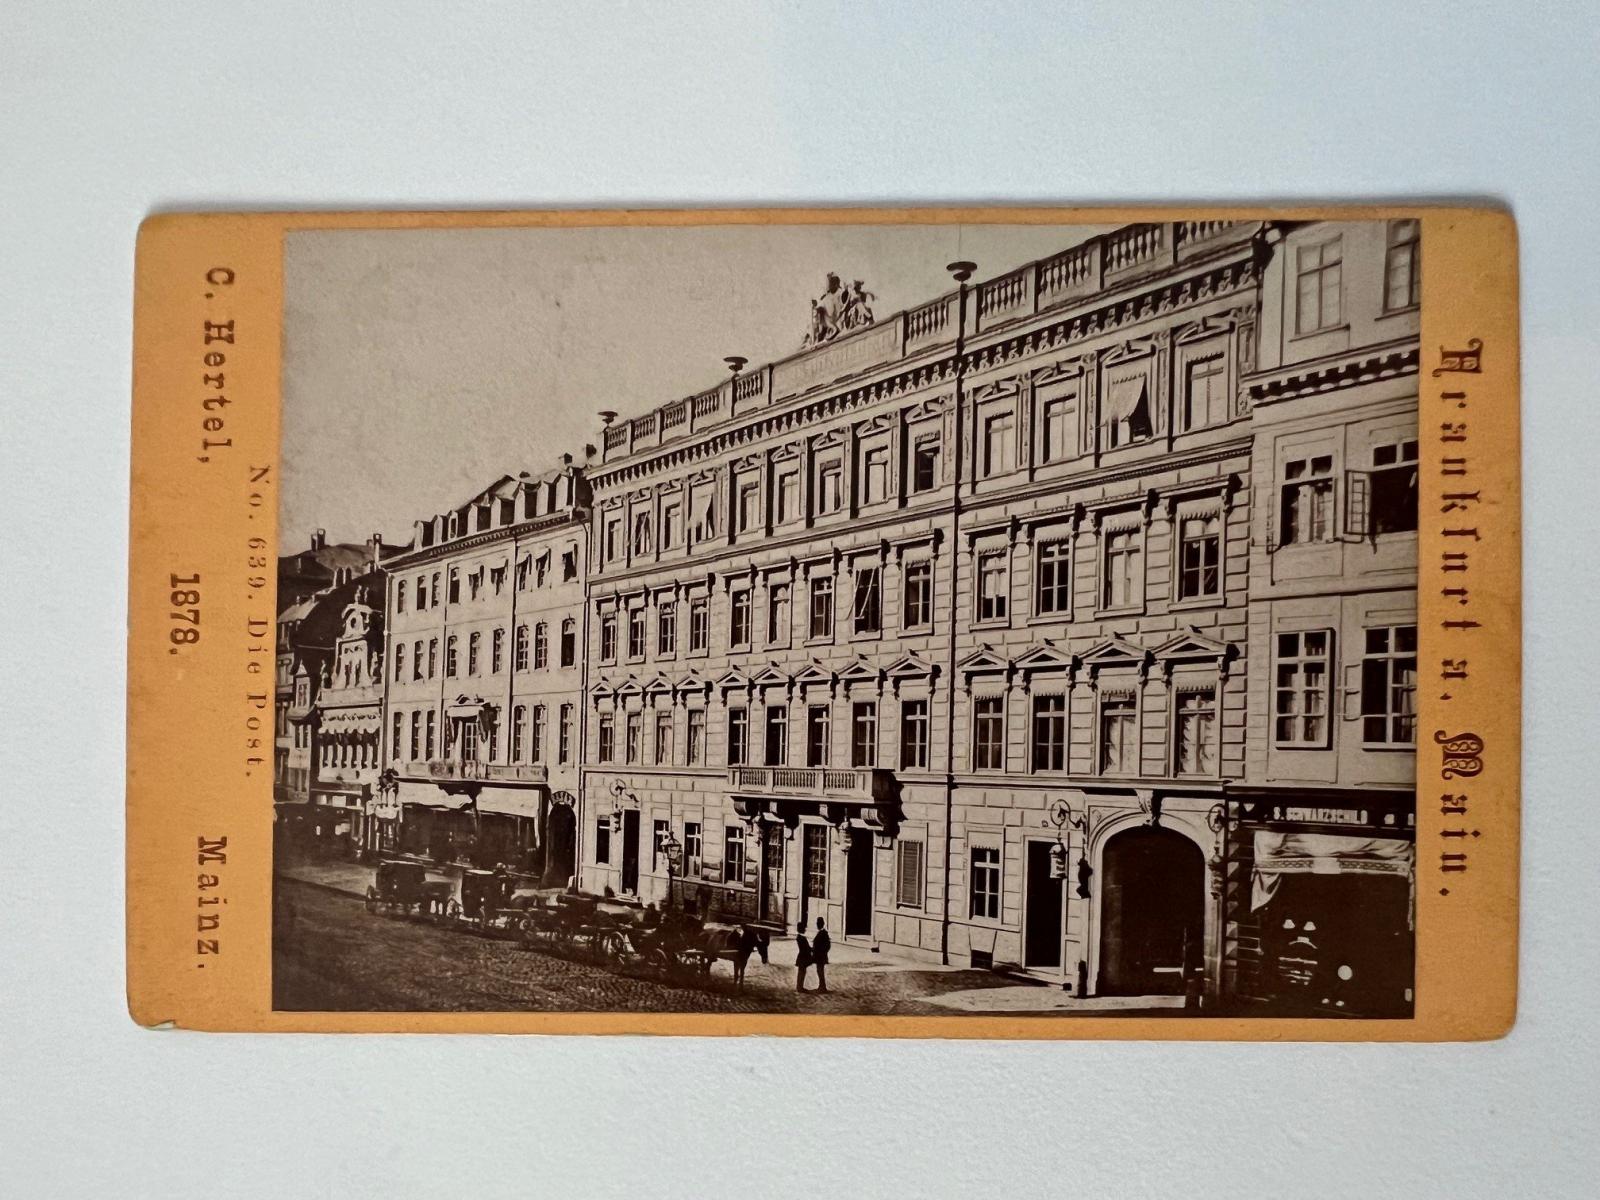 Frankfurt a. Main.
No. 639. Die Post.
C. Hertel,
1878.
Mainz.
S. SCHWARZSCHILD